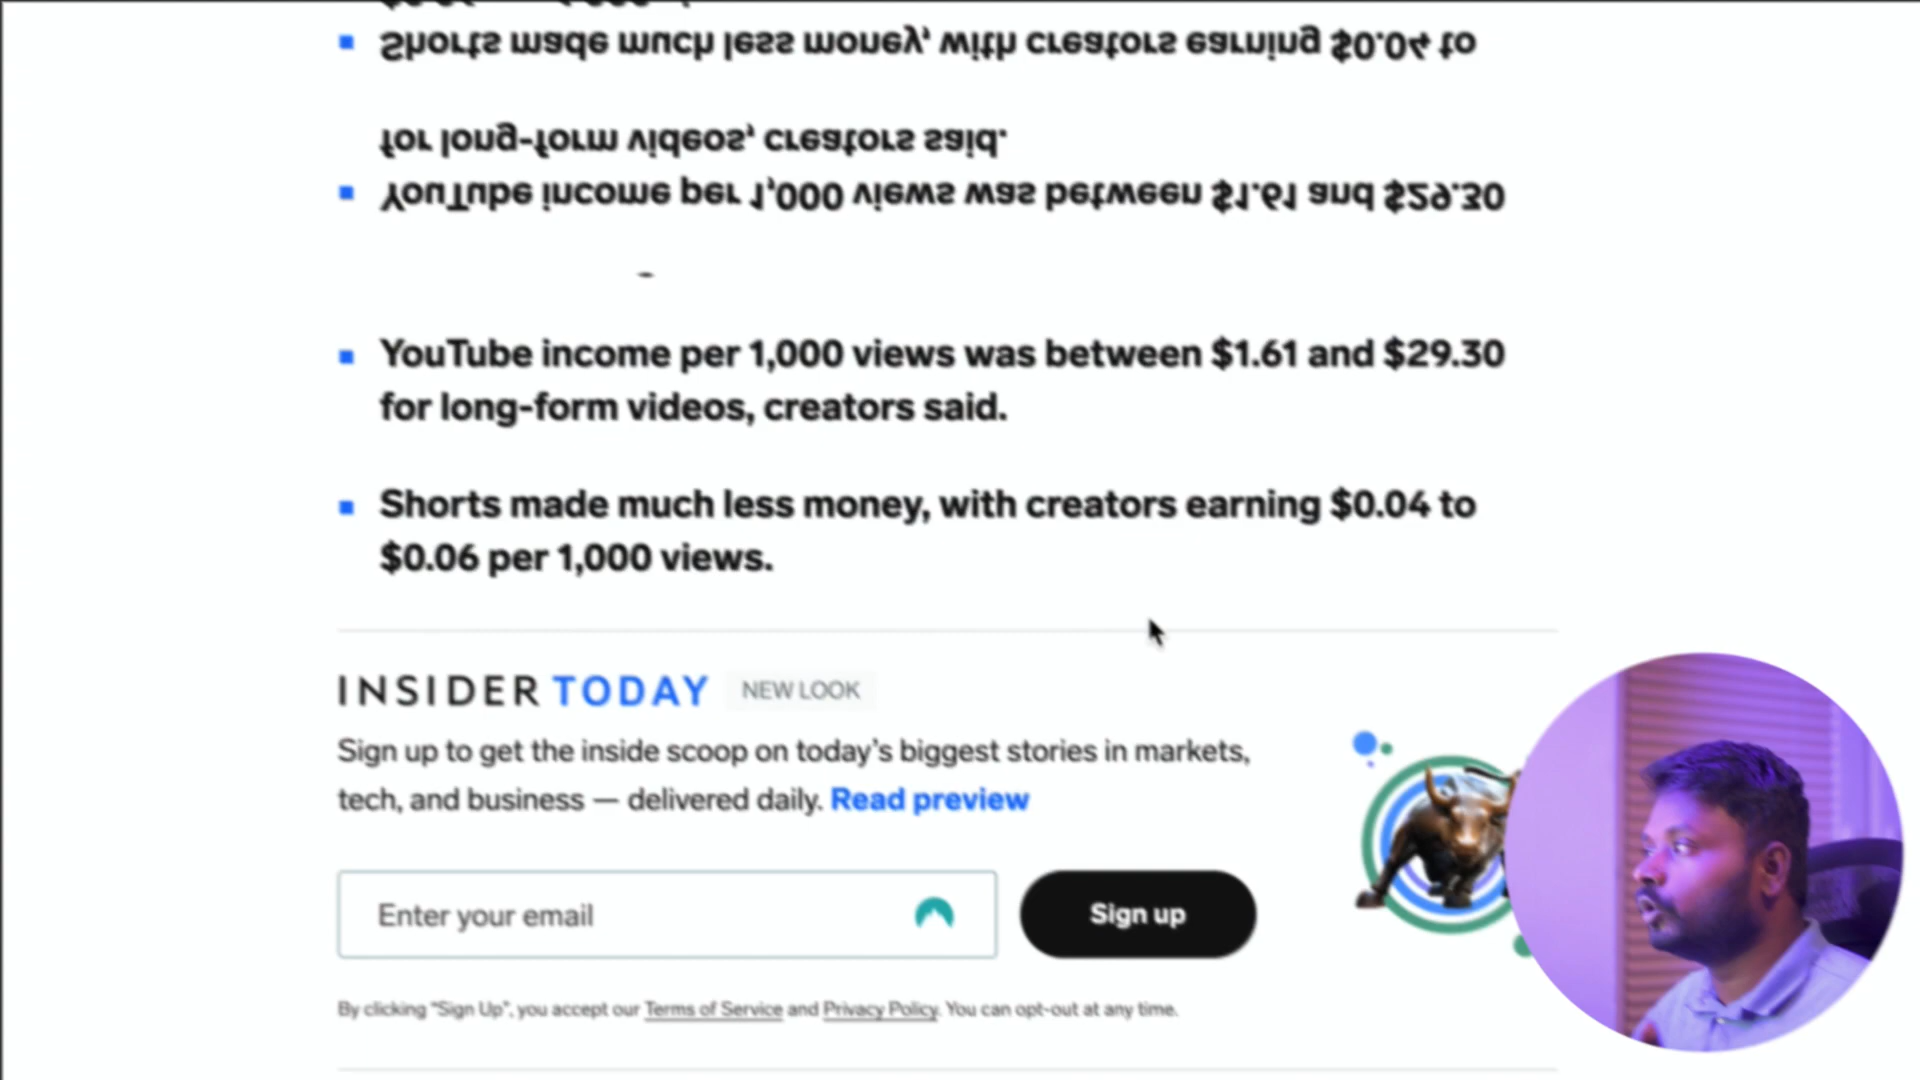 Shorts made much less money, with creators earning $0.04 to
for long-form videos, creators said.
YouTube income per 1,000 views was between $1.61 and $29.30
YouTube income per 1,000 views was between $1.61 and $29.30
for long-form videos, creators said.
Shorts made much less money, with creators earning $0.04 to
$0.06 per 1,000 views.
INSIDER TODAY NEW LOOK
Sign up to get the inside scoop on today's biggest stories in markets,
tech, and business — delivered daily. Read preview
Enter your email
Sign up
By clicking "Sign Up", you accept our Terms of Service and Privacy Policy. You can opt-out at any time.